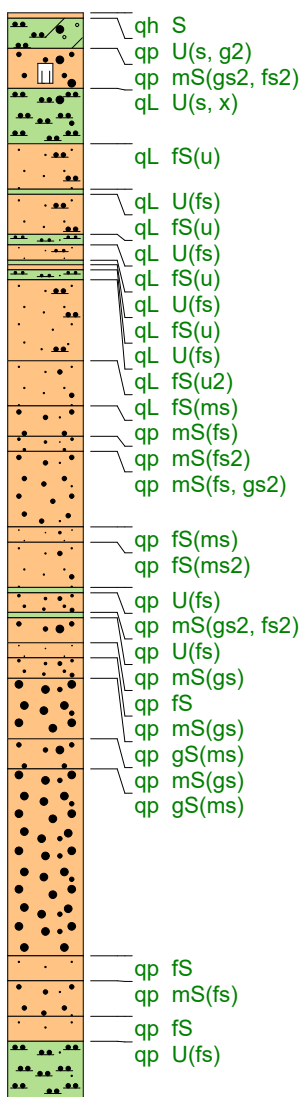 qh S
qp U(s, g2)
qp mS(gs2, fs2)
qL U(s, x)
qL fS(u)
qL U(fs)
qL fS(u)
qL U(fs)
qL fS(u)
qL U(fs)
qL fS(u)
qL U(fs)
qL fS(u2)
qL fS(ms)
qp mS(fs)
qp mS(fs2)
qp mS(fs, gs2)
qp fS(ms)
qp fS(ms2)
qp U(fs)
qp mS(gs2, fs2)
qp U(fs)
qp mS(gs)
qp fS
qp mS(gs)
qp gS(ms)
qp mS(gs)
qp gS(ms)
qp fS
qp mS(fs)
qp fS
qp U(fs)